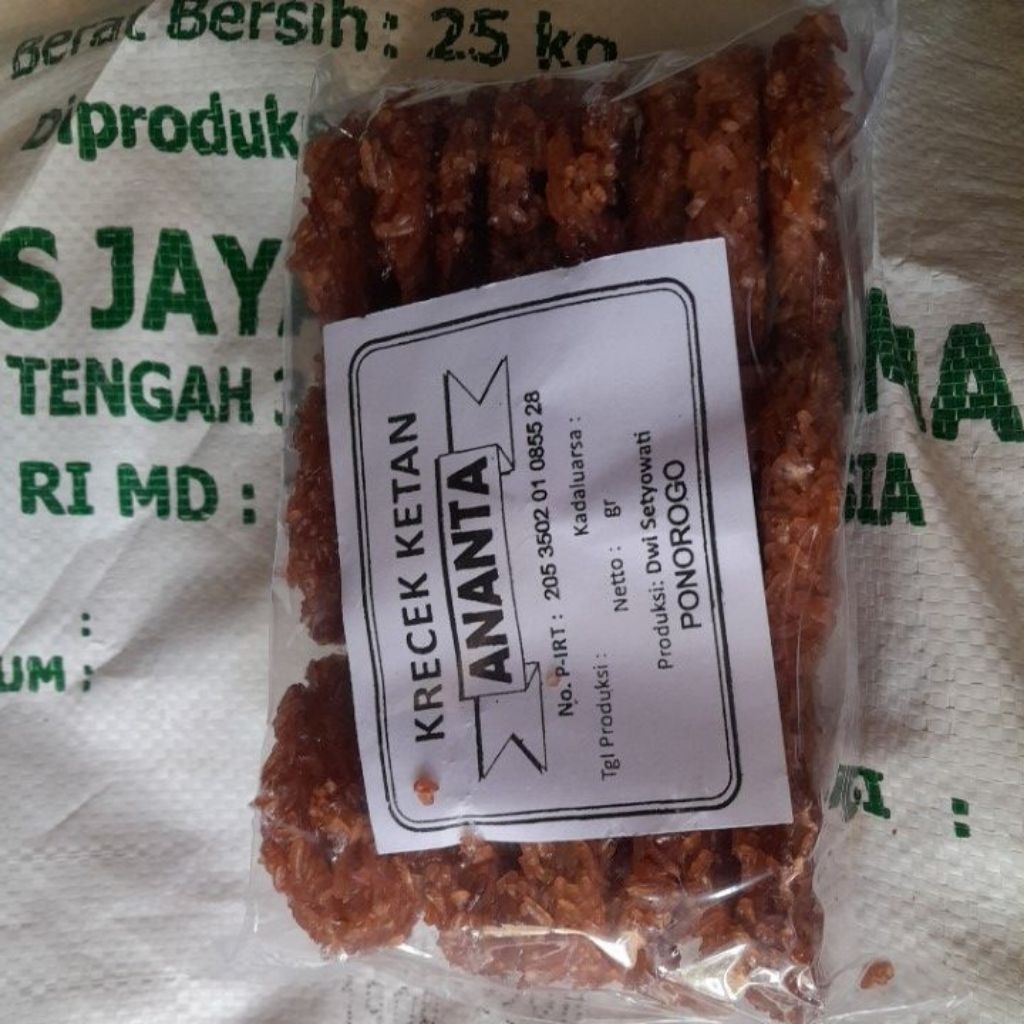 Berat Bersih : 25 kg
Diproduk
S JAY
TENGAH
RI MD :
SIA
:
UM :
:
KRECEK KETAN
ANANTA
No. P-IRT : 205 3502 01 0855 28
Tgl Produksi : Kadaluarsa :
Netto : gr
Produksi: Dwi Setyowati
PONOROGO